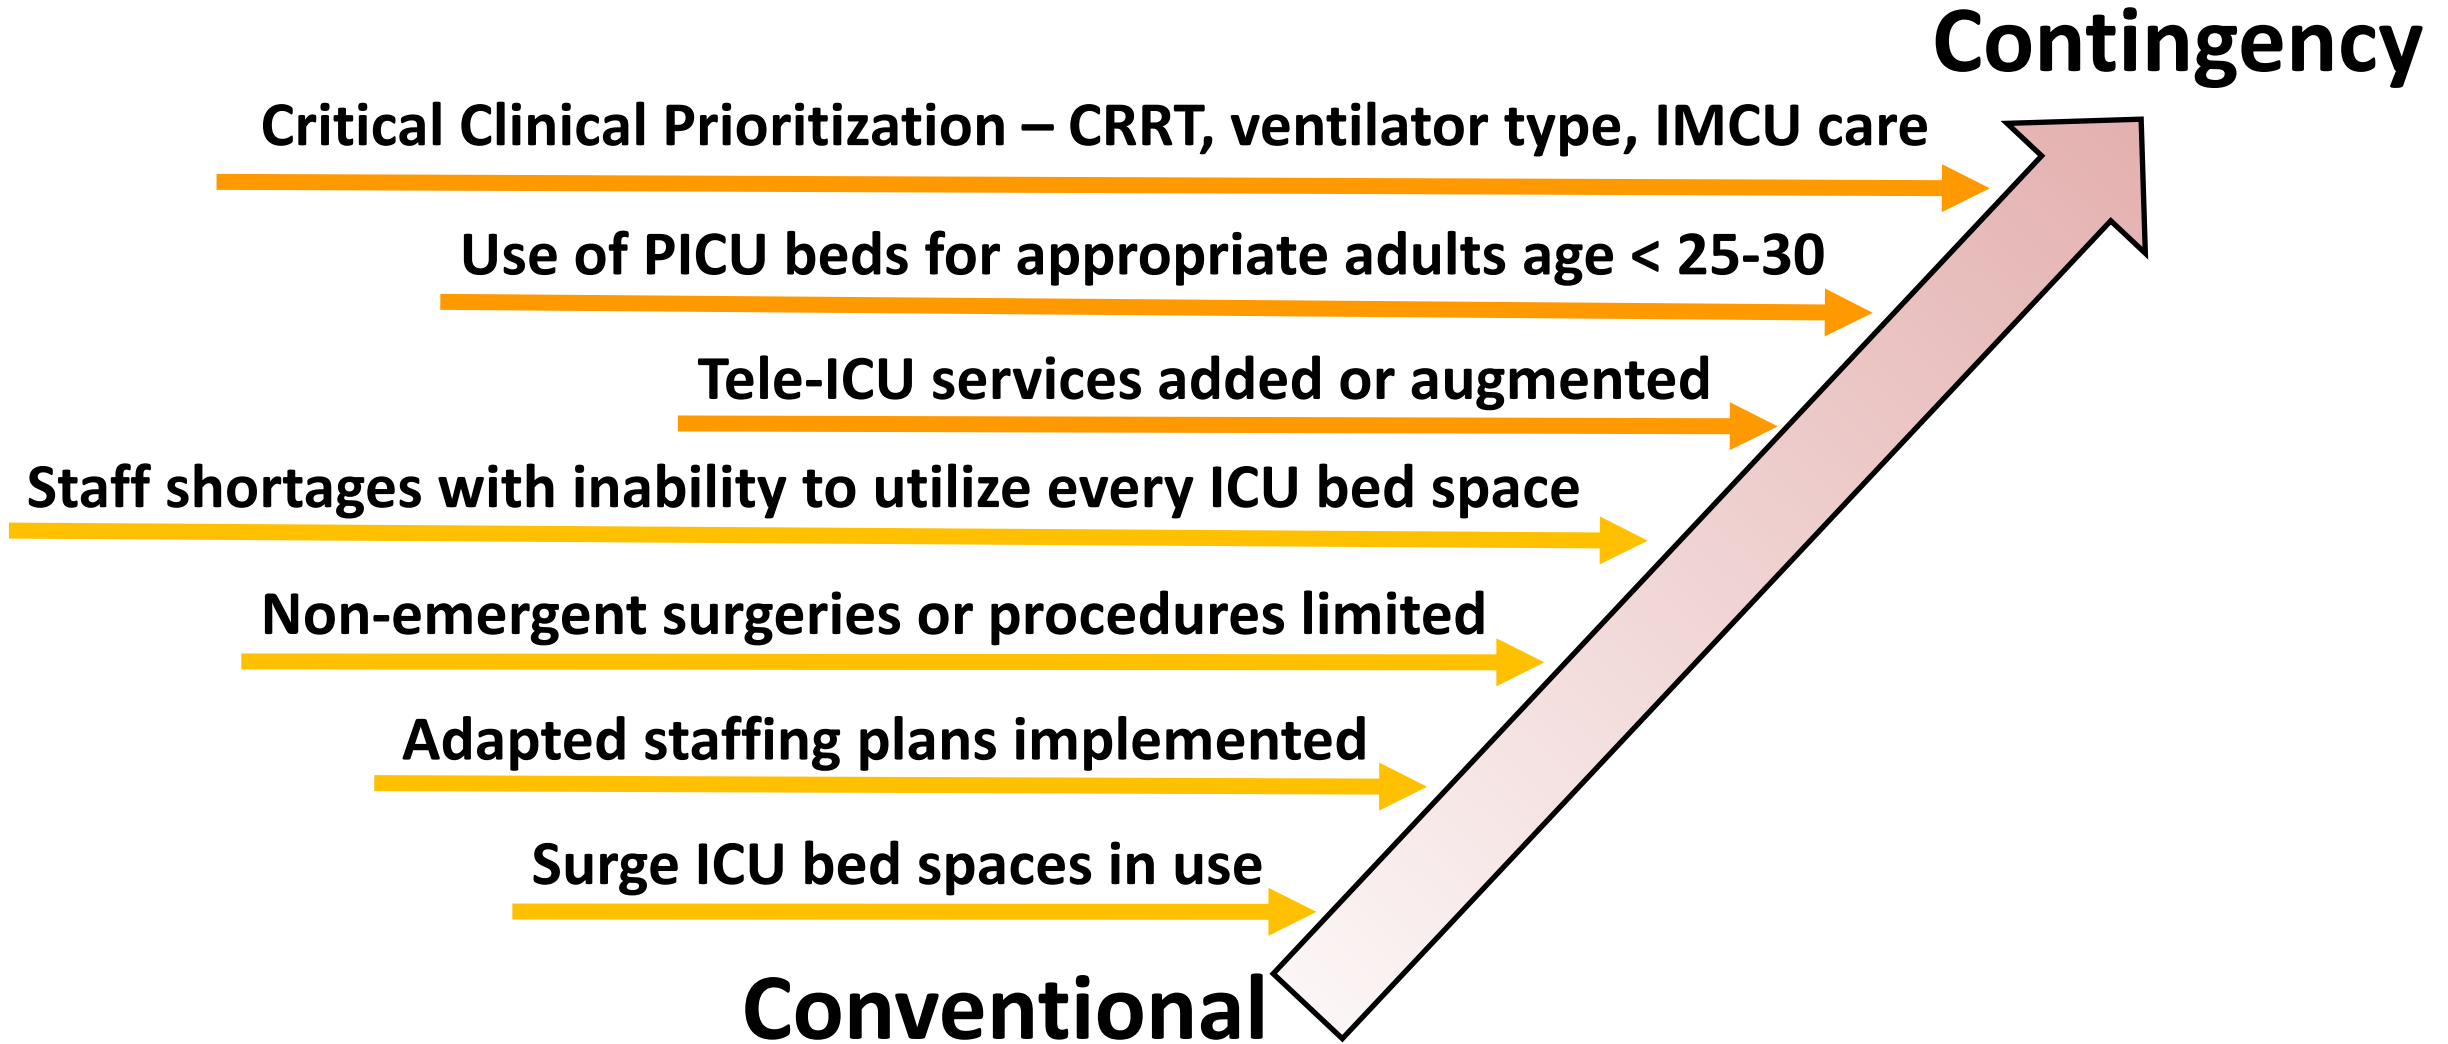 Contingency
Critical Clinical Prioritization – CRRT, ventilator type, IMCU care
Use of PICU beds for appropriate adults age < 25-30
Tele-ICU services added or augmented
Staff shortages with inability to utilize every ICU bed space
Non-emergent surgeries or procedures limited
Adapted staffing plans implemented
Surge ICU bed spaces in use
Conventional